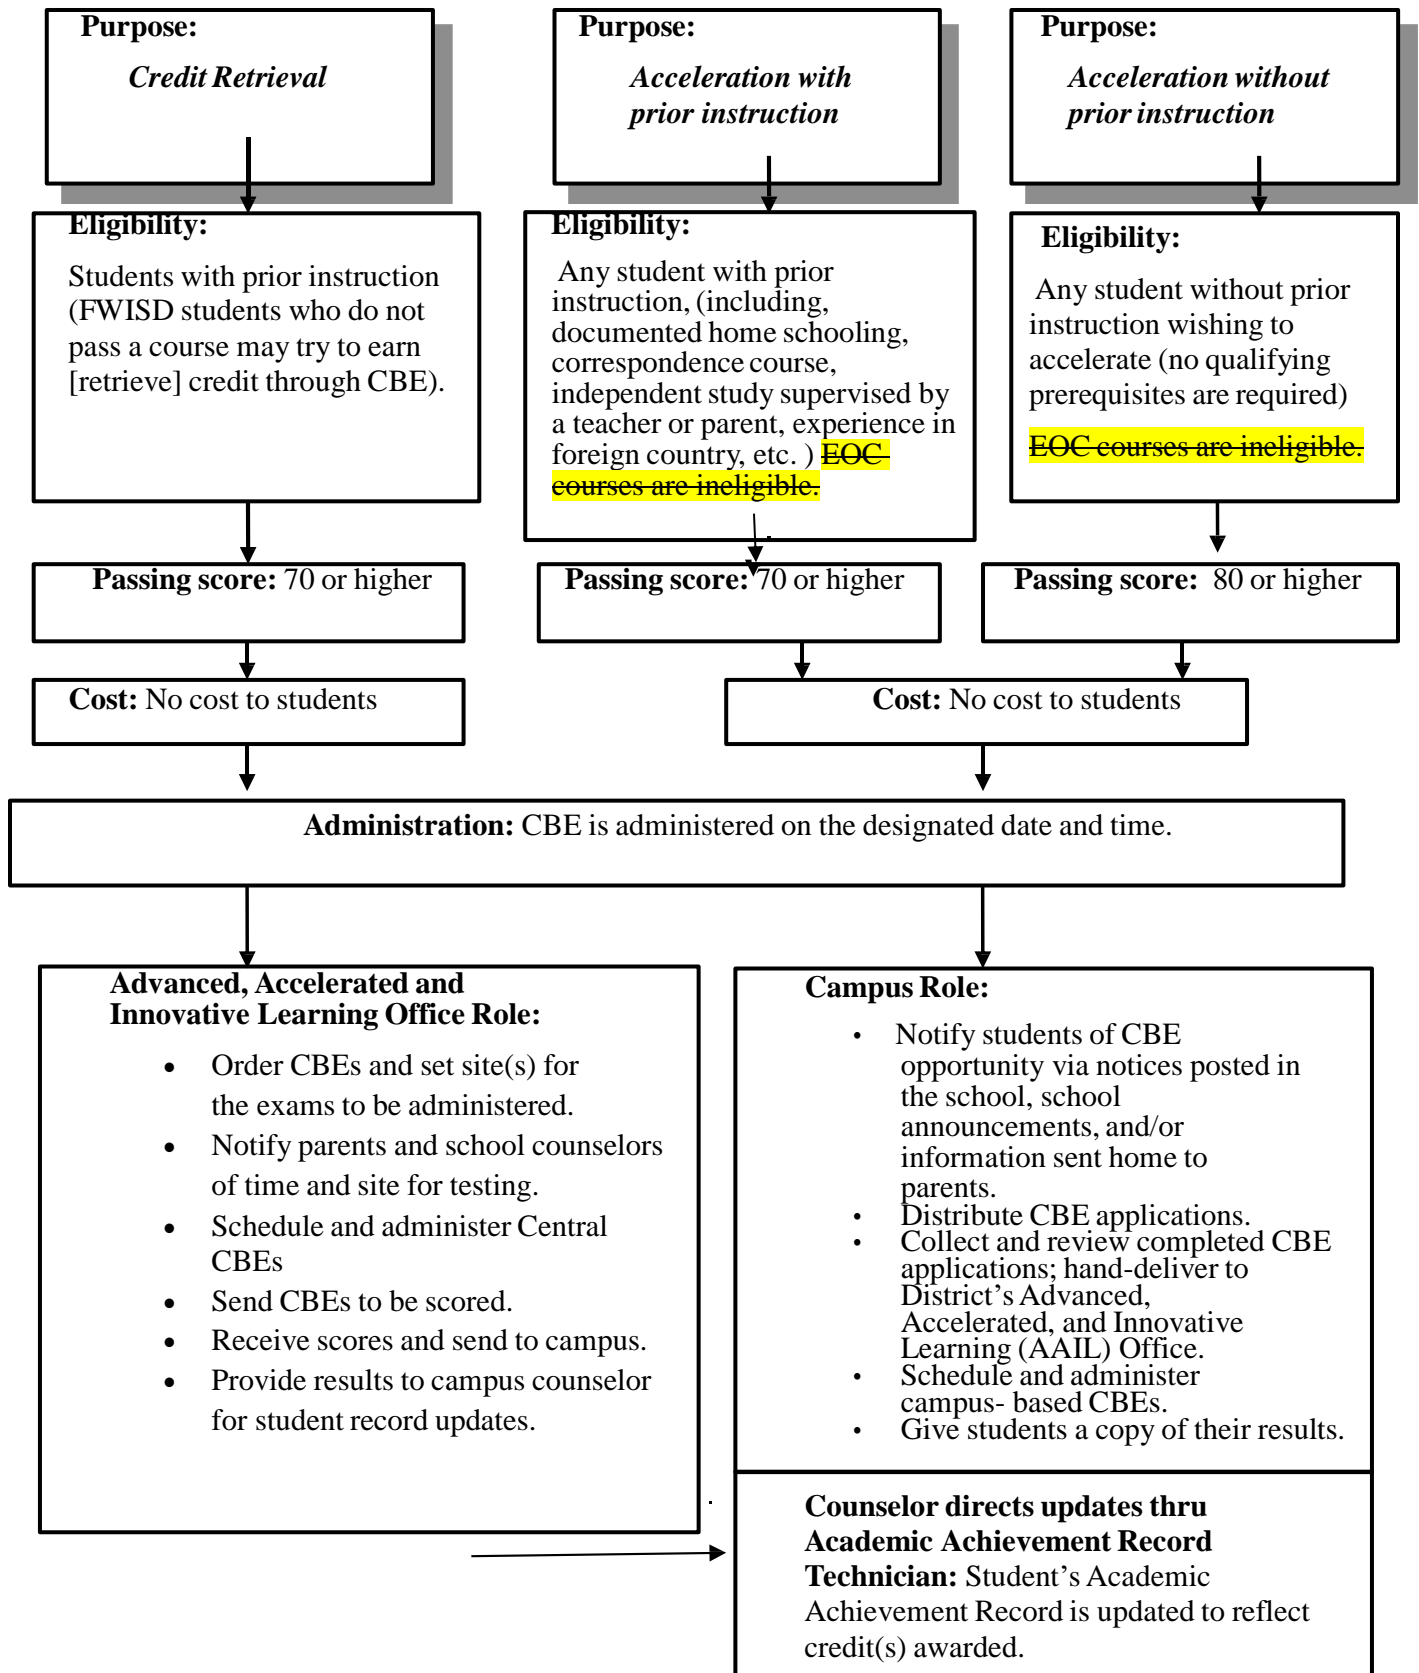 Purpose:
Credit Retrieval
Purpose:
Acceleration with
prior instruction
Purpose:
Acceleration without
prior instruction
Eligibility:
Students with prior instruction
(FWISD students who do not
pass a course may try to earn
[retrieve] credit through CBE).
Eligibility:
Any student with prior
instruction, (including,
documented home schooling,
correspondence course,
independent study supervised by
a teacher or parent, experience in
foreign country, etc. ) EOC
courses are ineligible.
Eligibility:
Any student without prior
instruction wishing to
accelerate (no qualifying
prerequisites are required)
EOC courses are ineligible.
Passing score: 70 or higher
Passing score: 70 or higher
Passing score: 80 or higher
Cost: No cost to students
Cost: No cost to students
Administration: CBE is administered on the designated date and time.
Advanced, Accelerated and
Innovative Learning Office Role:
• Order CBEs and set site(s) for
the exams to be administered.
• Notify parents and school counselors
of time and site for testing.
• Schedule and administer Central
CBEs
• Send CBEs to be scored.
• Receive scores and send to campus.
• Provide results to campus counselor
for student record updates.
Campus Role:
• Notify students of CBE
opportunity via notices posted in
the school, school
announcements, and/or
information sent home to
parents.
• Distribute CBE applications.
• Collect and review completed CBE
applications; hand-deliver to
District’s Advanced,
Accelerated, and Innovative
Learning (AAIL) Office.
• Schedule and administer
campus- based CBEs.
• Give students a copy of their results.
Counselor directs updates thru
Academic Achievement Record
Technician: Student’s Academic
Achievement Record is updated to reflect
credit(s) awarded.